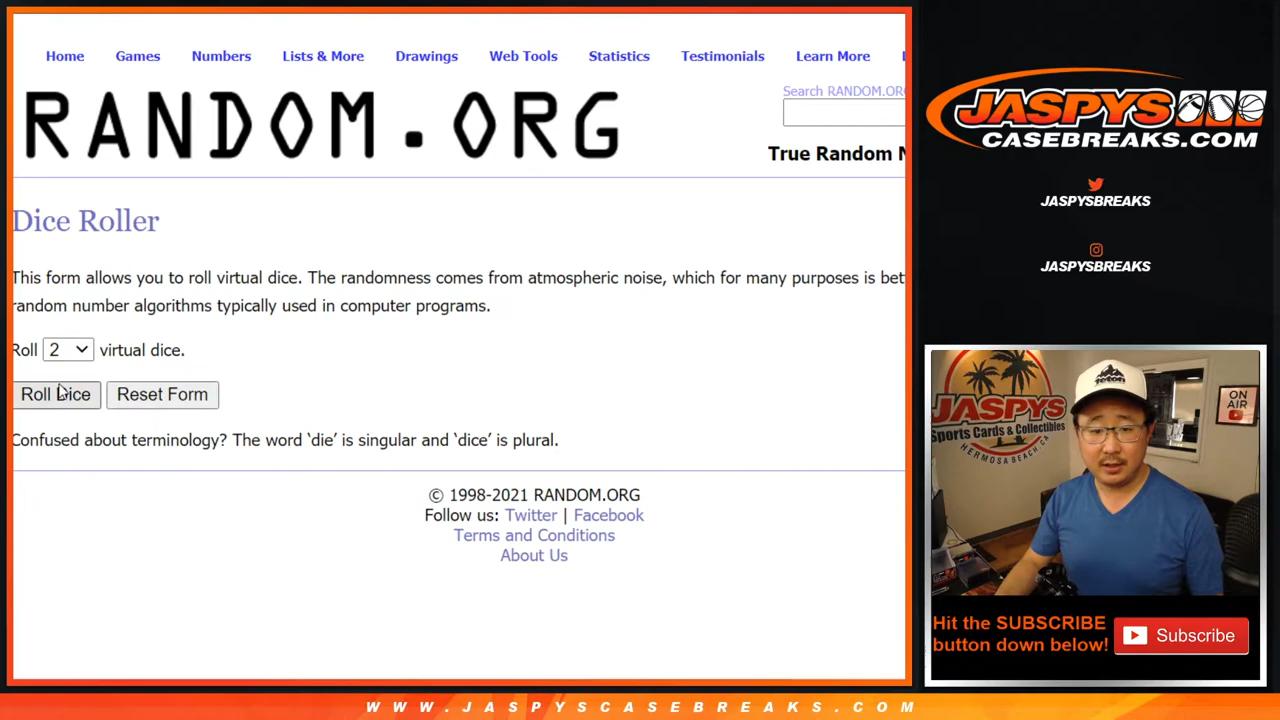 Home Games Numbers Lists & More Drawings Web Tools Statistics Testimonials Learn More
Search RANDOM.ORG
RANDOM.ORG
True Random N
Dice Roller
This form allows you to roll virtual dice. The randomness comes from atmospheric noise, which for many purposes is bet
random number algorithms typically used in computer programs.
Roll 2 virtual dice.
Roll Dice Reset Form
Confused about terminology? The word ‘die’ is singular and ‘dice’ is plural.
© 1998-2021 RANDOM.ORG
Follow us: Twitter | Facebook
Terms and Conditions
About Us
JASPYS
CASEBREAKS.COM
JASPYSBREAKS
JASPYSBREAKS
JASPYS
Sports Cards & Collectibles
HERMOSA BEACH, CA
TETON
ON AIR
Hit the SUBSCRIBE
button down below!
Subscribe
WWW.JASPYSCASEBREAKS.COM